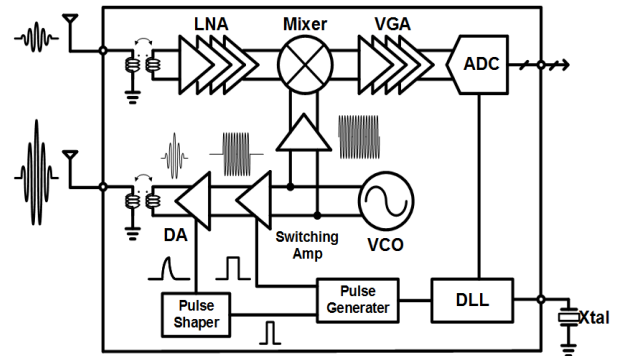 LNA
Mixer
VGA
ADC
DA
Switching
Amp
VCO
Pulse
Shaper
Pulse
Generater
DLL
Xtal